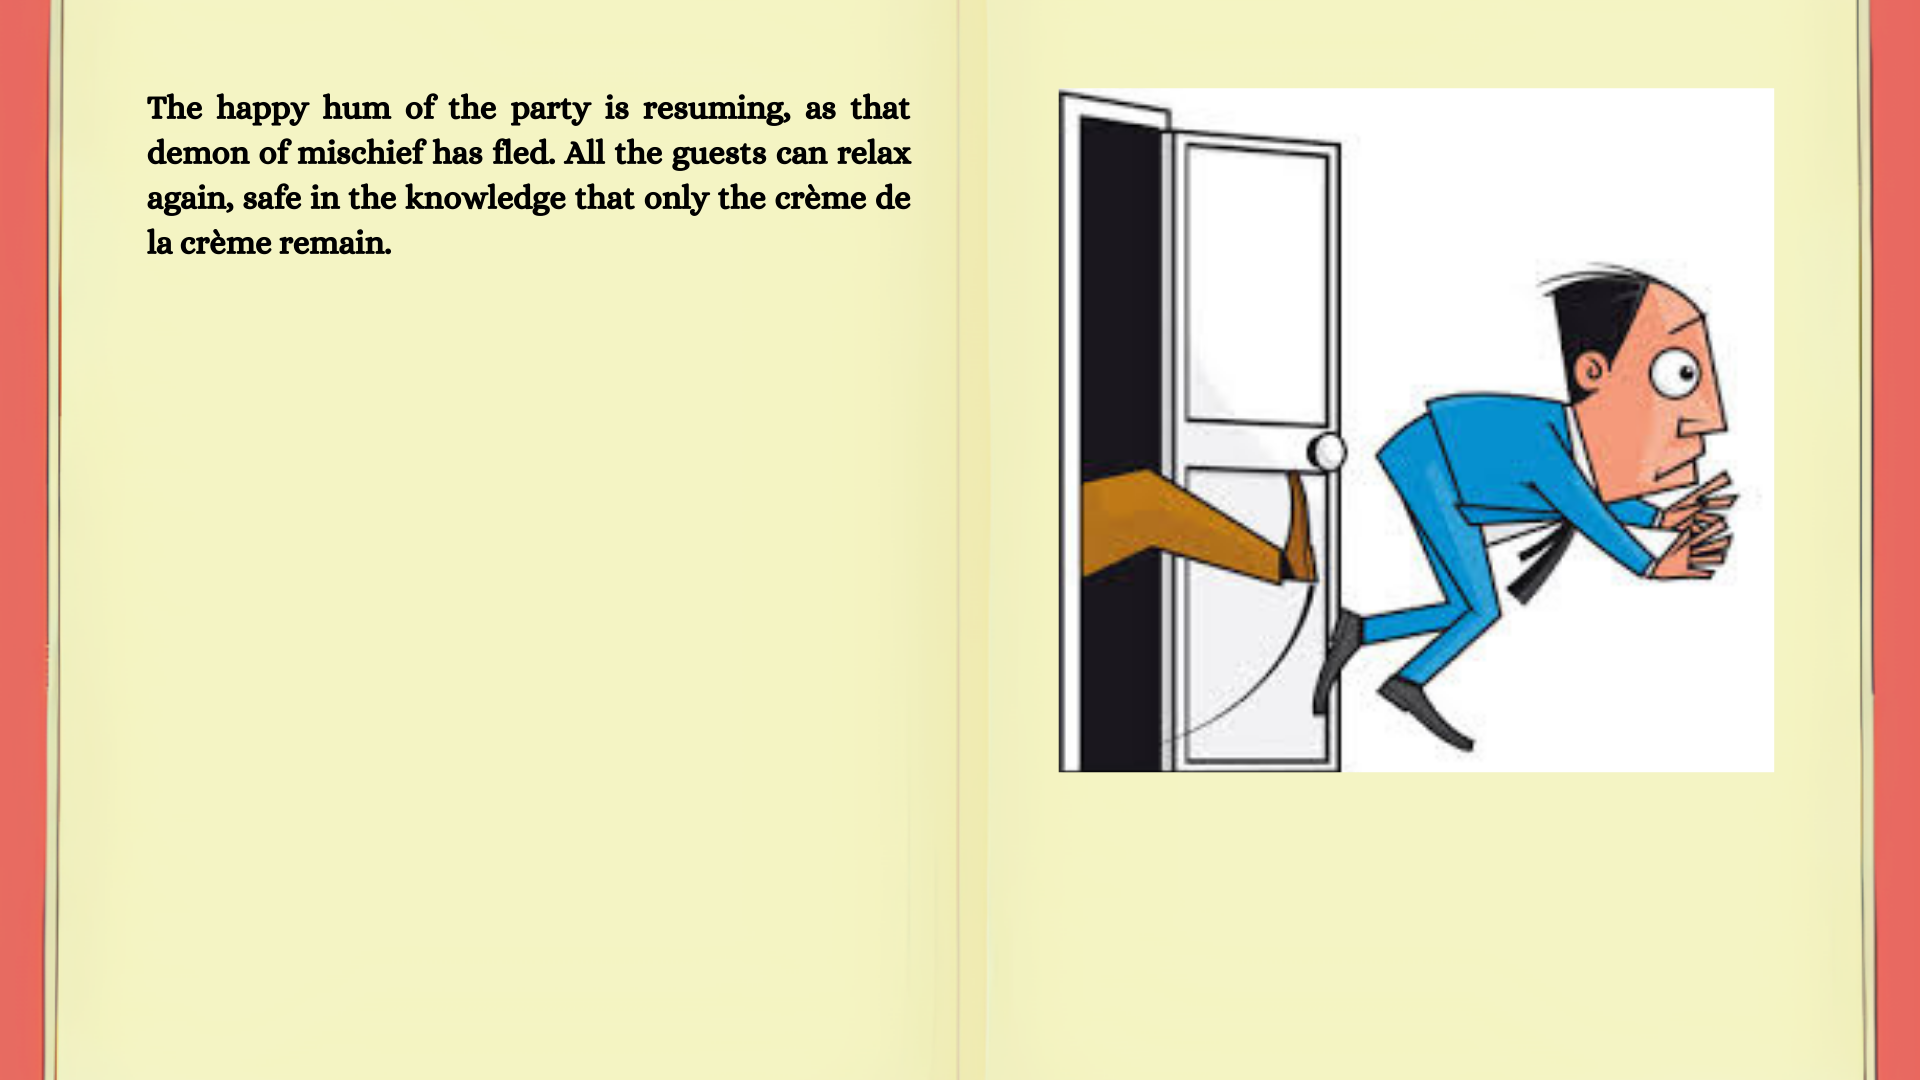 The happy hum of the party is resuming, as that
demon of mischief has fled. All the guests can relax
again, safe in the knowledge that only the crème de
la crème remain.